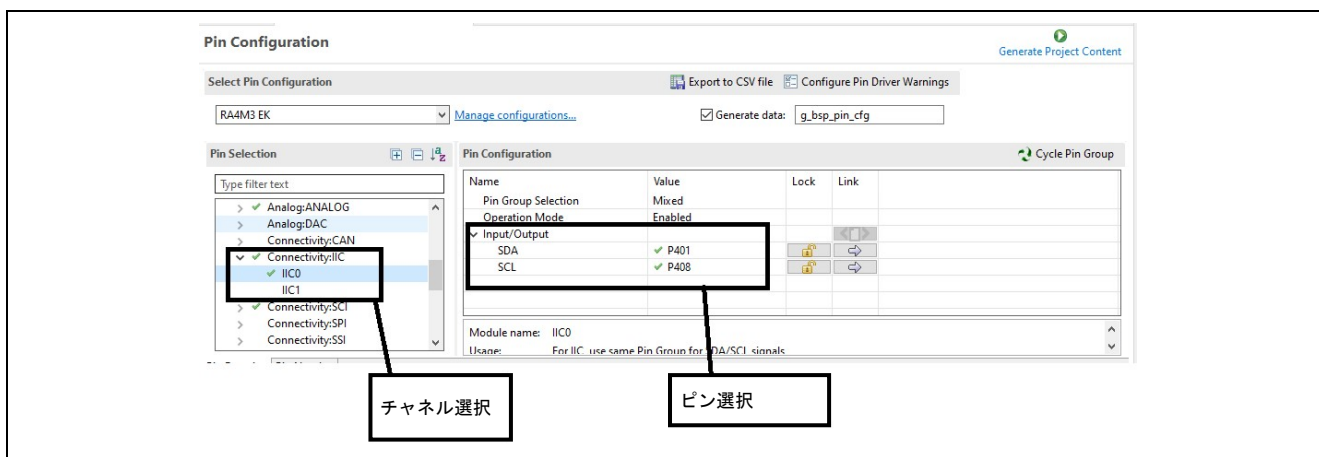 Pin Configuration
Generate Project Content
Select Pin Configuration
Export to CSV file
Configure Pin Driver Warnings
RA4M3 EK
Manage configurations...
Generate data:
g_bsp_pin_cfg
Pin Selection
Pin Configuration
Cycle Pin Group
Type filter text
Name Value Lock Link
Pin Group Selection Mixed
Operation Mode Enabled
Input/Output
SDA P401
SCL P408
Analog:ANALOG
Analog:DAC
Connectivity:CAN
Connectivity:IIC
IIC0
IIC1
Connectivity:SCI
Connectivity:SPI
Connectivity:SSI
Module name: IIC0
Usage: For IIC, use same Pin Group for SDA/SCL signals
チャネル選択
ピン選択